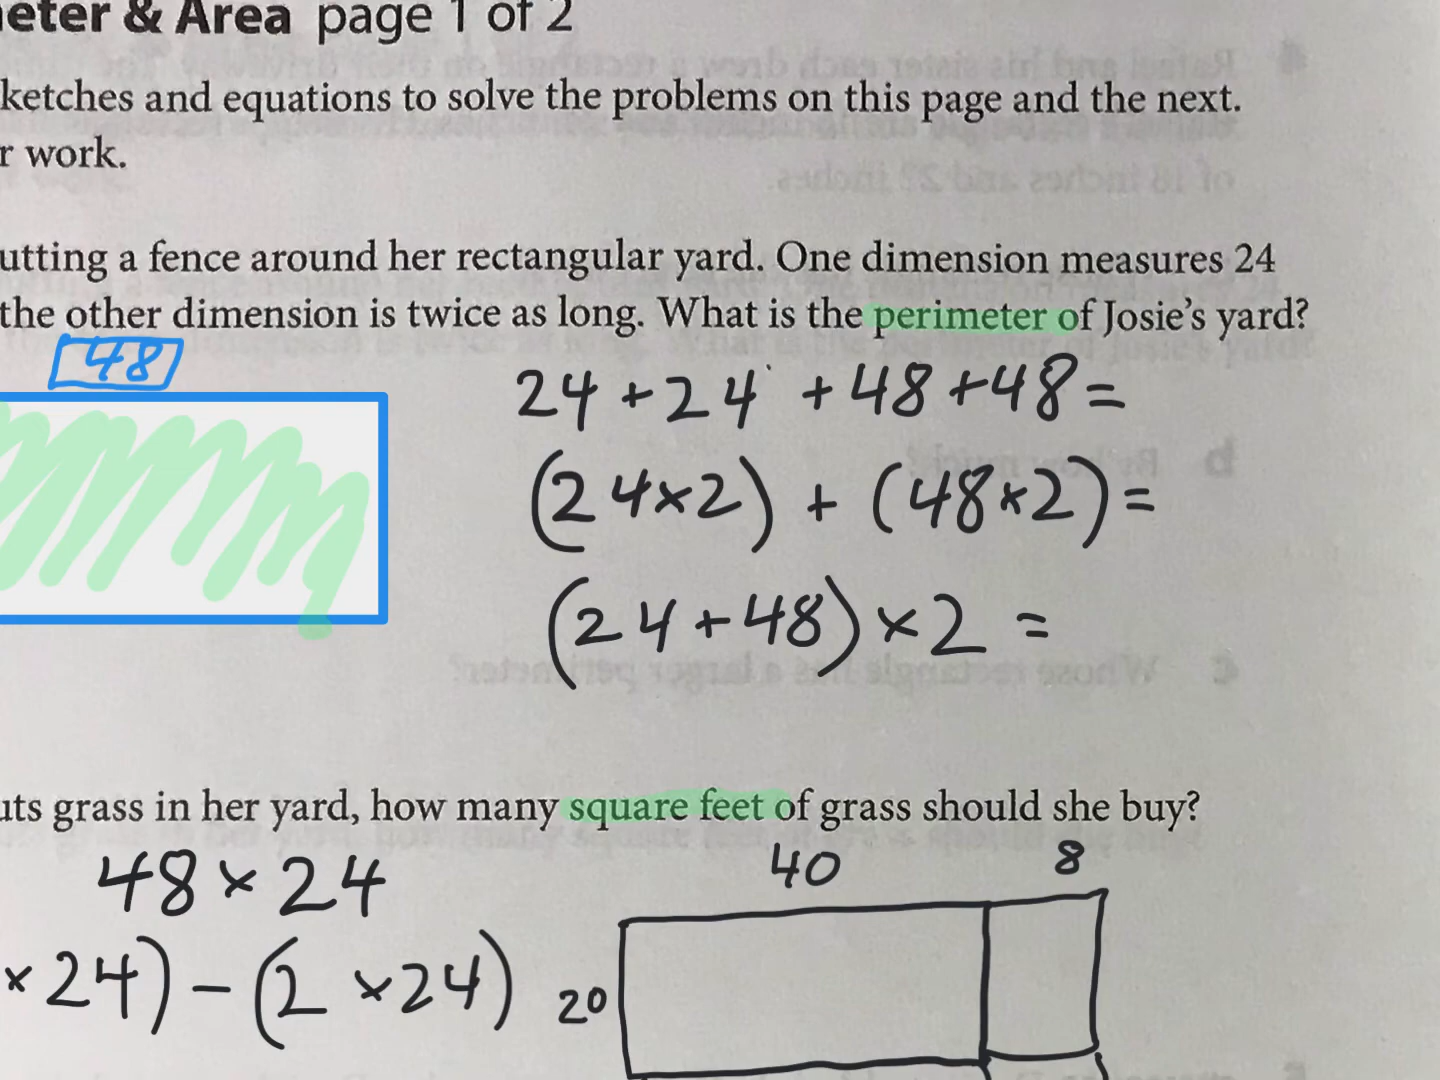 eter & Area page 1 of 2
ketches and equations to solve the problems on this page and the next.
r work.
utting a fence around her rectangular yard. One dimension measures 24
the other dimension is twice as long. What is the perimeter of Josie's yard?
48
24 + 24 + 48 + 48 =
(24 × 2) + (48 × 2) =
(24 + 48) × 2 =
uts grass in her yard, how many square feet of grass should she buy?
48 × 24
40 8
× 24) - (2 × 24)
20